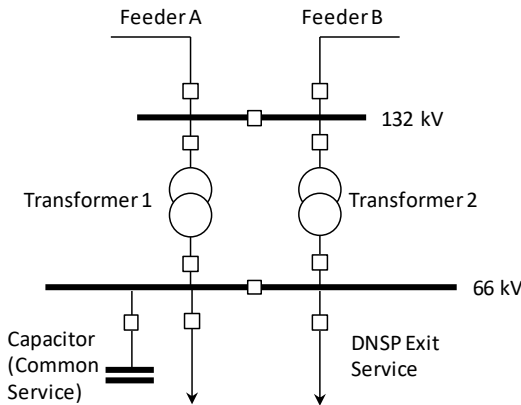 Feeder A
Feeder B
132 kV
Transformer 1
Transformer 2
66 kV
Capacitor
(Common
Service)
DNSP Exit
Service